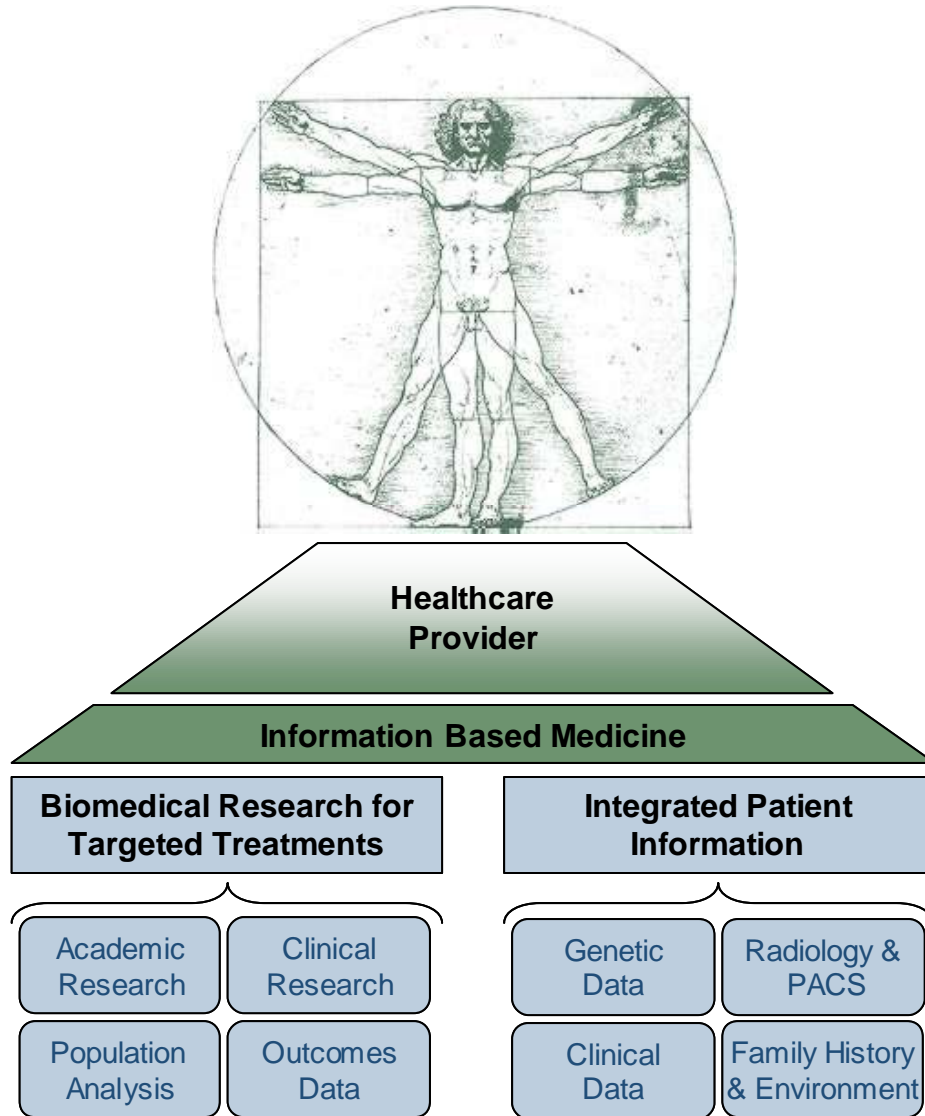 Healthcare
Provider
Information Based Medicine
Biomedical Research for
Targeted Treatments
Integrated Patient
Information
Academic
Research
Clinical
Research
Genetic
Data
Radiology &
PACS
Population
Analysis
Outcomes
Data
Clinical
Data
Family History
& Environment